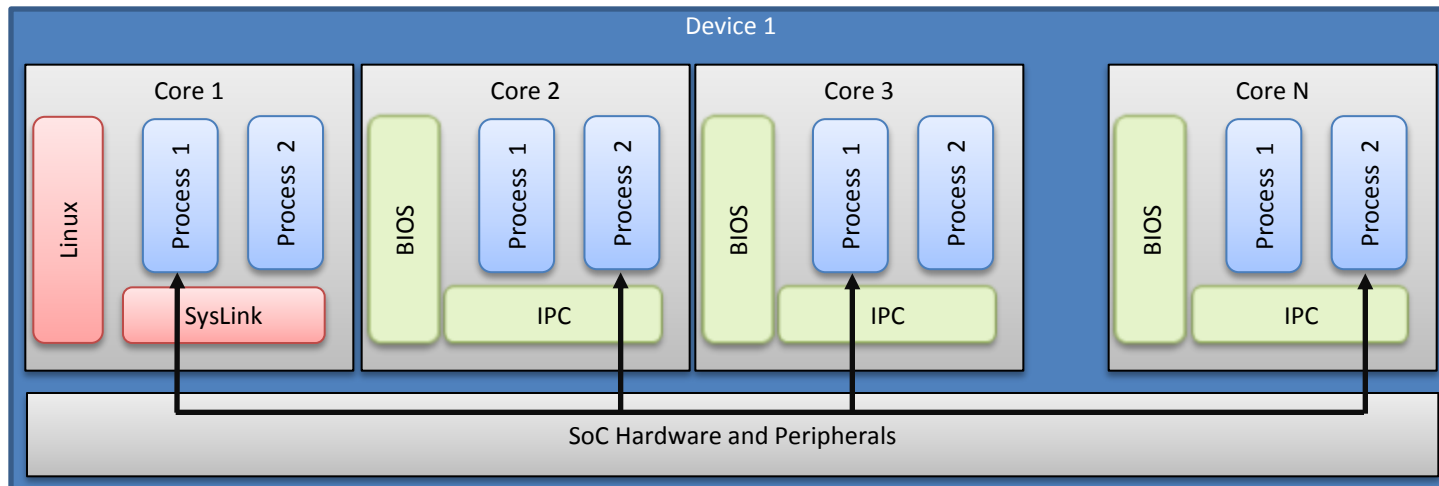 Device 1
Core 1
Linux
Process 1
Process 2
SysLink
Core 2
BIOS
Process 1
Process 2
IPC
Core 3
BIOS
Process 1
Process 2
IPC
Core N
BIOS
Process 1
Process 2
IPC
SoC Hardware and Peripherals